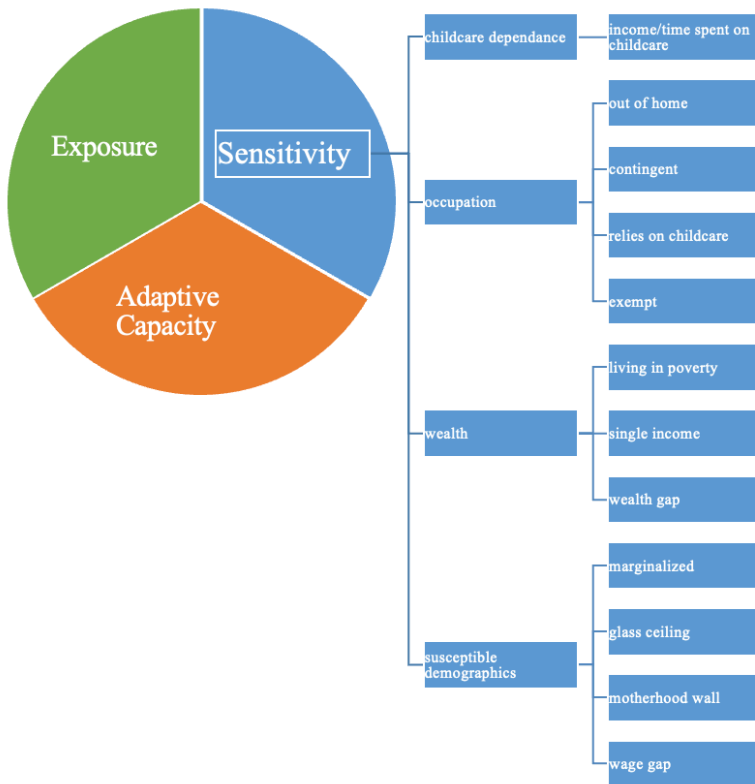 Exposure
Sensitivity
Adaptive
Capacity
childcare dependance
income/time spent on
childcare
occupation
out of home
contingent
relies on childcare
exempt
wealth
living in poverty
single income
wealth gap
susceptible
demographics
marginalized
glass ceiling
motherhood wall
wage gap